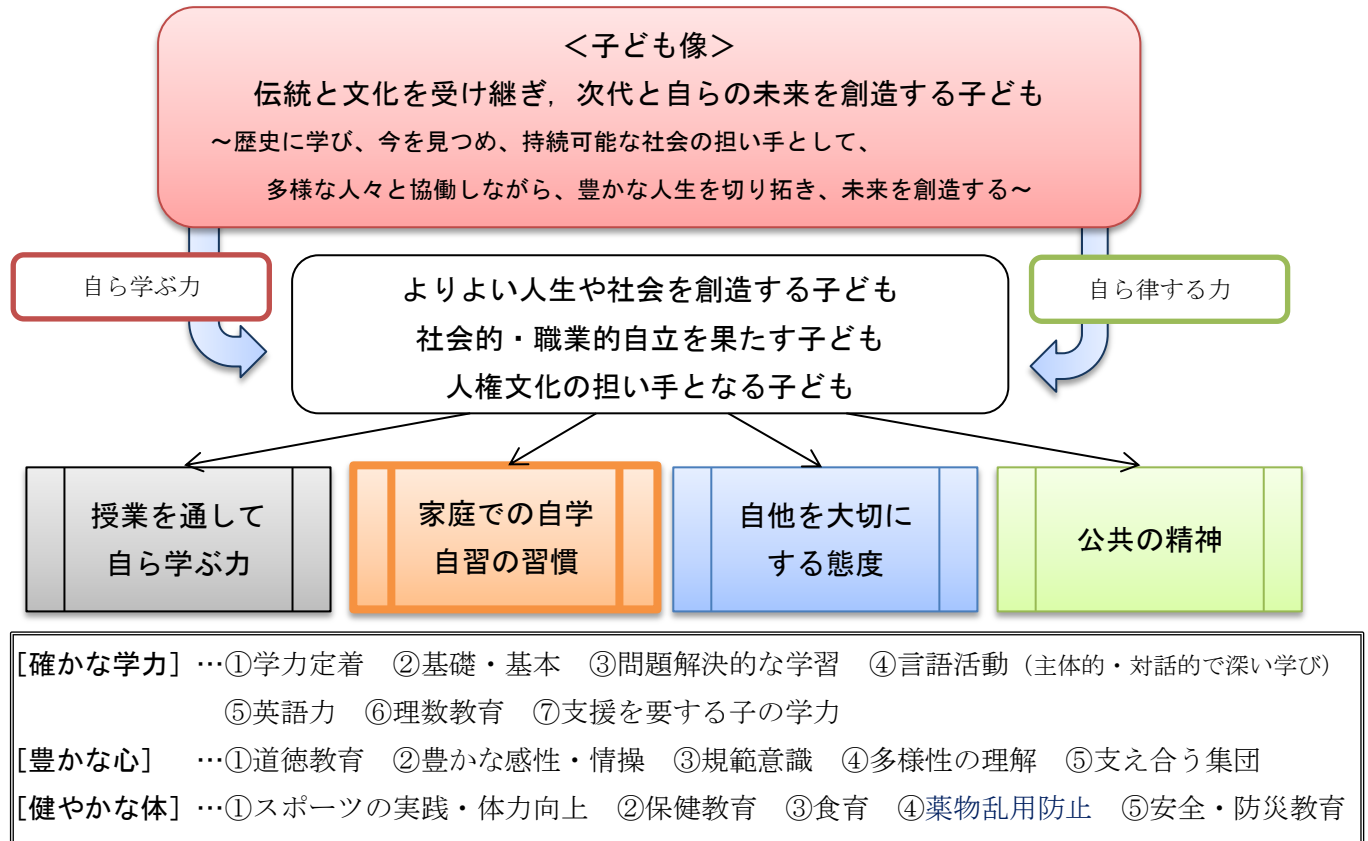 ＜子ども像＞
伝統と文化を受け継ぎ，次代と自らの未来を創造する子ども
～歴史に学び、今を見つめ、持続可能な社会の担い手として、
多様な人々と協働しながら、豊かな人生を切り拓き、未来を創造する～
自ら学ぶ力
自ら律する力
よりよい人生や社会を創造する子ども
社会的・職業的自立を果たす子ども
人権文化の担い手となる子ども
授業を通して
自ら学ぶ力
家庭での自学
自習の習慣
自他を大切に
する態度
公共の精神
［確かな学力］…①学力定着　②基礎・基本　③問題解決的な学習　④言語活動（主体的・対話的で深い学び）
⑤英語力　⑥理数教育　⑦支援を要する子の学力
［豊かな心］　…①道徳教育　②豊かな感性・情操　③規範意識　④多様性の理解　⑤支え合う集団
［健やかな体］…①スポーツの実践・体力向上　②保健教育　③食育　④薬物乱用防止　⑤安全・防災教育